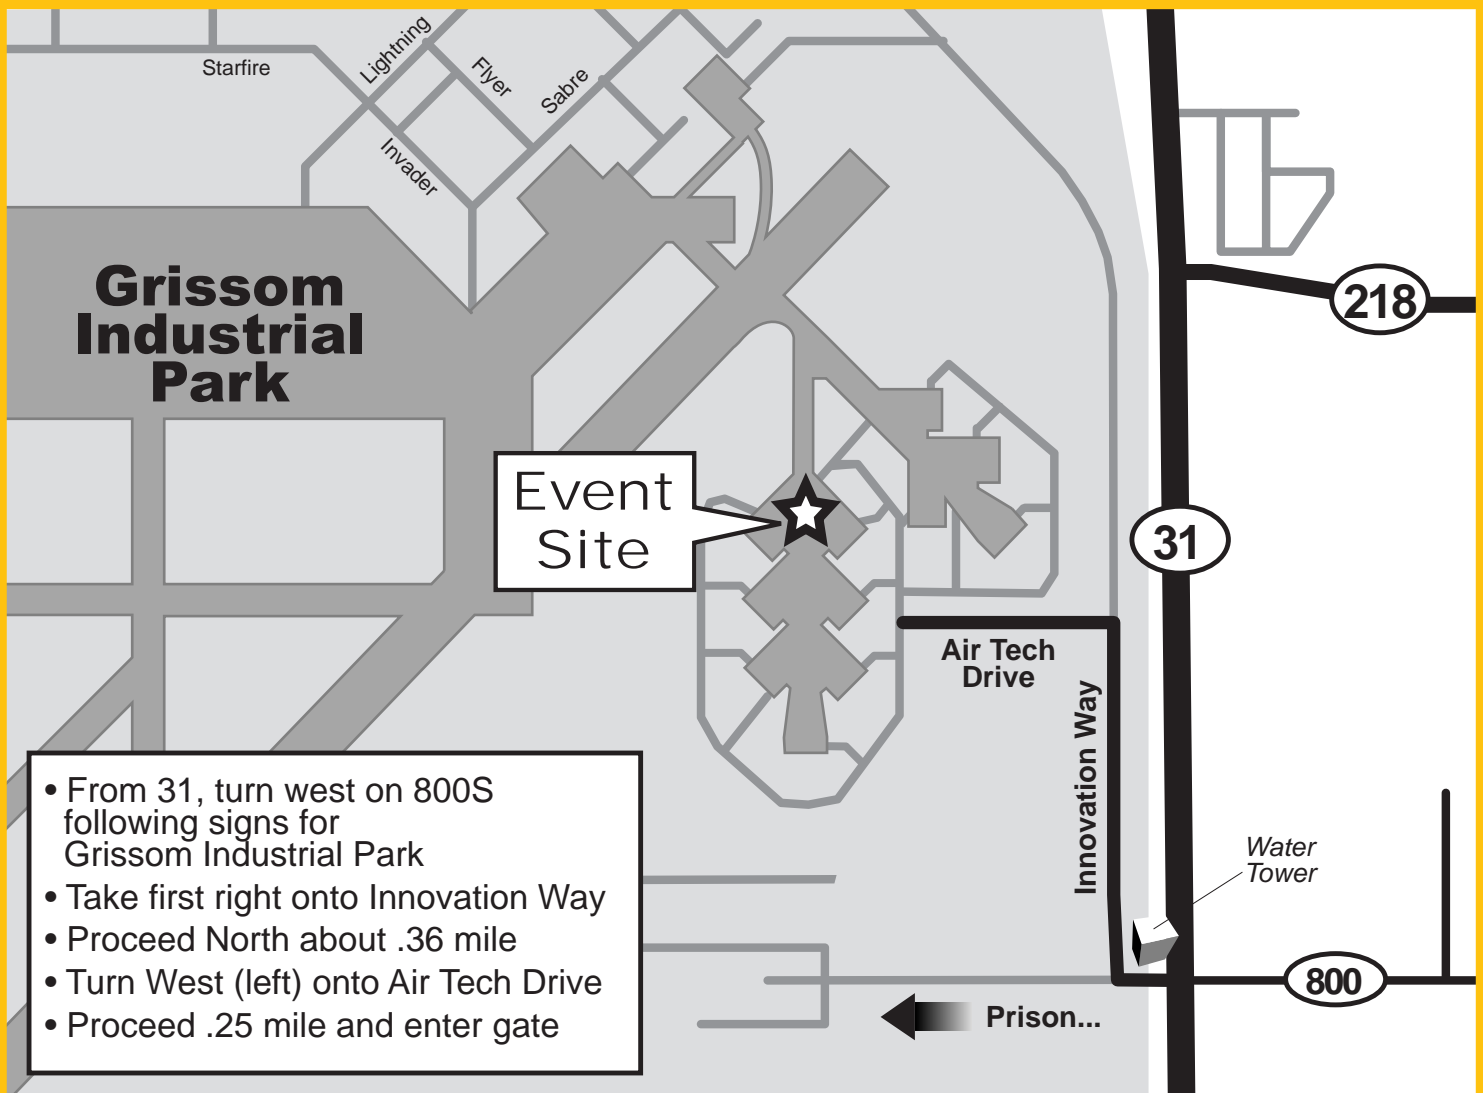 Starfire
Lightning
Flyer
Sabre
Invader
Grissom
Industrial
Park
218
Event
Site
31
Air Tech
Drive
Innovation Way
• From 31, turn west on 800S
following signs for
Grissom Industrial Park
• Take first right onto Innovation Way
• Proceed North about .36 mile
• Turn West (left) onto Air Tech Drive
• Proceed .25 mile and enter gate
Water
Tower
800
Prison...